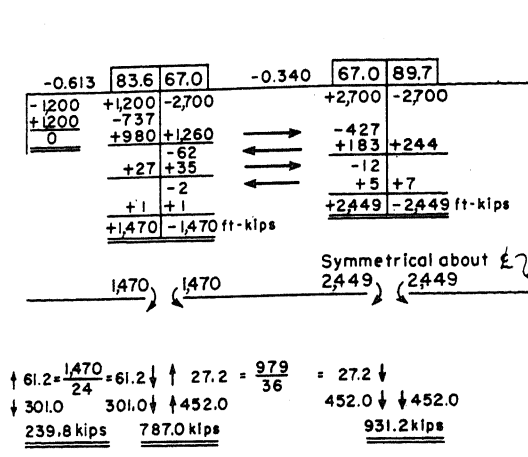 -0.613 83.6 67.0 -0.340 67.0 89.7
-1,200 +1,200 -2,700 +2,700 -2,700
+1,200 -737
0 +980 +1,260 -427
-62 +183 +244
+27 +35 -12
-2 +5 +7
+1 +1 +2,449 -2,449 ft-kips
+1,470 -1,470 ft-kips
Symmetrical about ℄
1,470 1,470 2,449 2,449
↑ 61.2 = 1,470/24 = 61.2 ↓ ↑ 27.2 = 979/36 = 27.2 ↓
↓ 301.0 301.0 ↓ ↑ 452.0 452.0 ↓ ↓ 452.0
239.8 kips 787.0 kips 931.2 kips